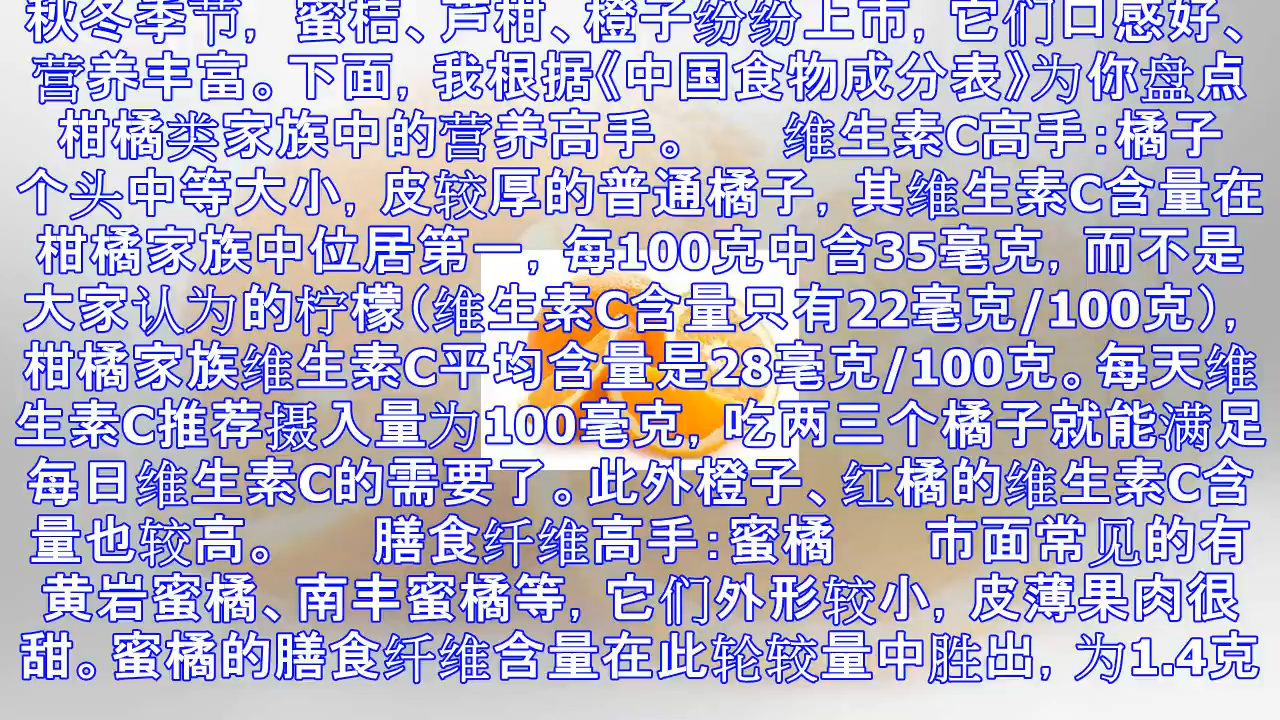 秋冬季节, 蜜桔、芦柑、橙子纷纷上市, 它们口感好、
营养丰富。下面, 我根据《中国食物成分表》为你盘点
柑橘类家族中的营养高手。 维生素C高手:橘子
个头中等大小, 皮较厚的普通橘子, 其维生素C含量在
柑橘家族中位居第一, 每100克中含35毫克, 而不是
大家认为的柠檬(维生素C含量只有22毫克/100克),
柑橘家族维生素C平均含量是28毫克/100克。每天维
生素C推荐摄入量为100毫克, 吃两三个橘子就能满足
每日维生素C的需要了。此外橙子、红橘的维生素C含
量也较高。 膳食纤维高手:蜜橘 市面常见的有
黄岩蜜橘、南丰蜜橘等, 它们外形较小, 皮薄果肉很
甜。蜜橘的膳食纤维含量在此轮较量中胜出, 为1.4克